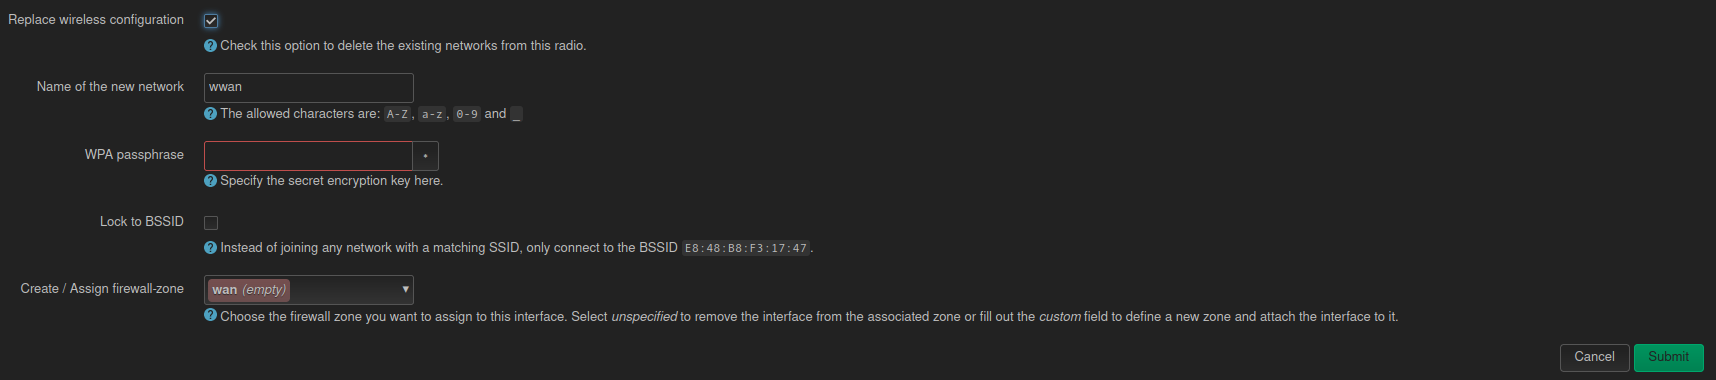 Replace wireless configuration
? Check this option to delete the existing networks from this radio.
Name of the new network
wwan
? The allowed characters are: A-Z, a-z, 0-9 and _
WPA passphrase
*
? Specify the secret encryption key here.
Lock to BSSID
? Instead of joining any network with a matching SSID, only connect to the BSSID E8:48:B8:F3:17:47.
Create / Assign firewall-zone
wan (empty) ▼
? Choose the firewall zone you want to assign to this interface. Select unspecified to remove the interface from the associated zone or fill out the custom field to define a new zone and attach the interface to it.
Cancel Submit